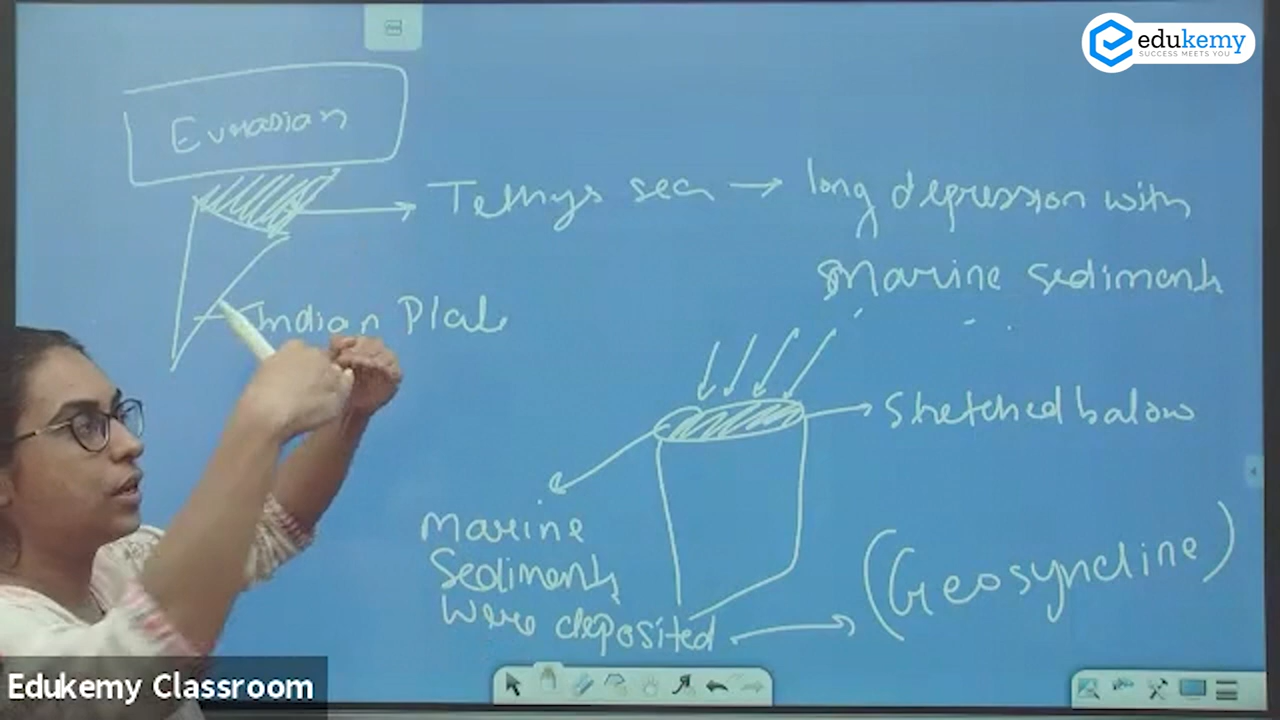 edukemy
SUCCESS MEETS YOU
Eurasian
Tethys sea → long depression with
Marine sediments
Indian Plate
Stretched below
Marine
Sediments
were deposited → (Geosyncline)
Edukemy Classroom